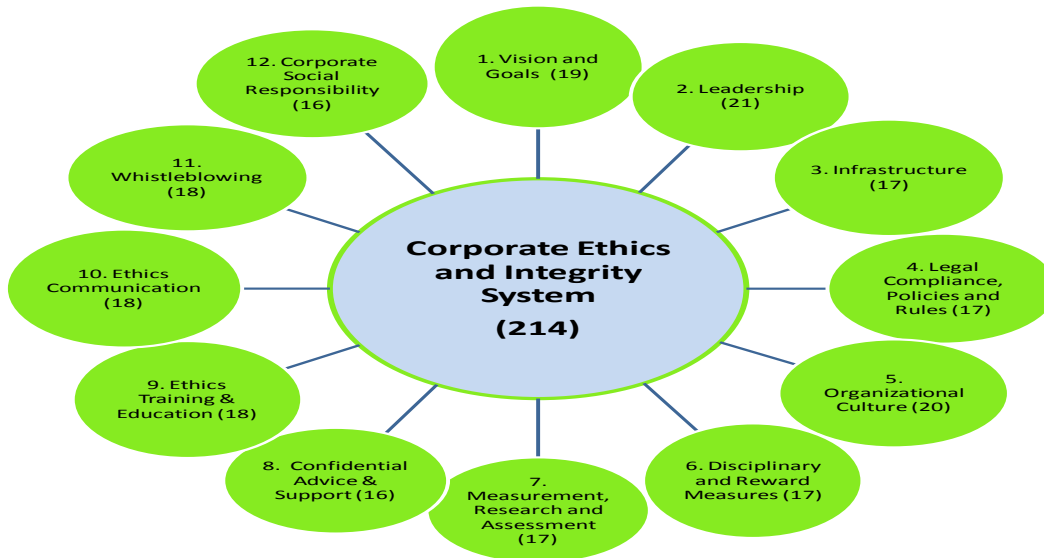 Corporate Ethics
and Integrity
System
(214)
1. Vision and
Goals (19)
2. Leadership
(21)
3. Infrastructure
(17)
4. Legal
Compliance,
Policies and
Rules (17)
5.
Organizational
Culture (20)
6. Disciplinary
and Reward
Measures (17)
7.
Measurement,
Research and
Assessment
(17)
8. Confidential
Advice &
Support (16)
9. Ethics
Training &
Education (18)
10. Ethics
Communication
(18)
11.
Whistleblowing
(18)
12. Corporate
Social
Responsibility
(16)